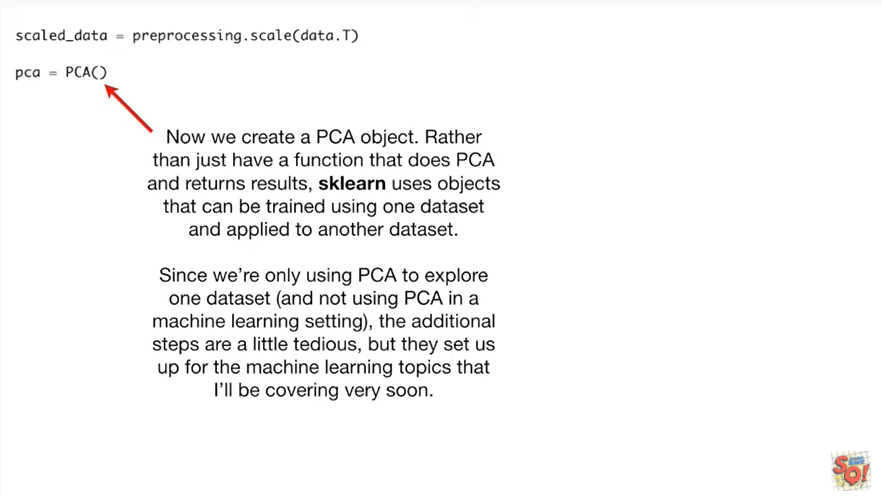 scaled_data = preprocessing.scale(data.T)
pca = PCA()
Now we create a PCA object. Rather
than just have a function that does PCA
and returns results, sklearn uses objects
that can be trained using one dataset
and applied to another dataset.
Since we’re only using PCA to explore
one dataset (and not using PCA in a
machine learning setting), the additional
steps are a little tedious, but they set us
up for the machine learning topics that
I’ll be covering very soon.
SQ!